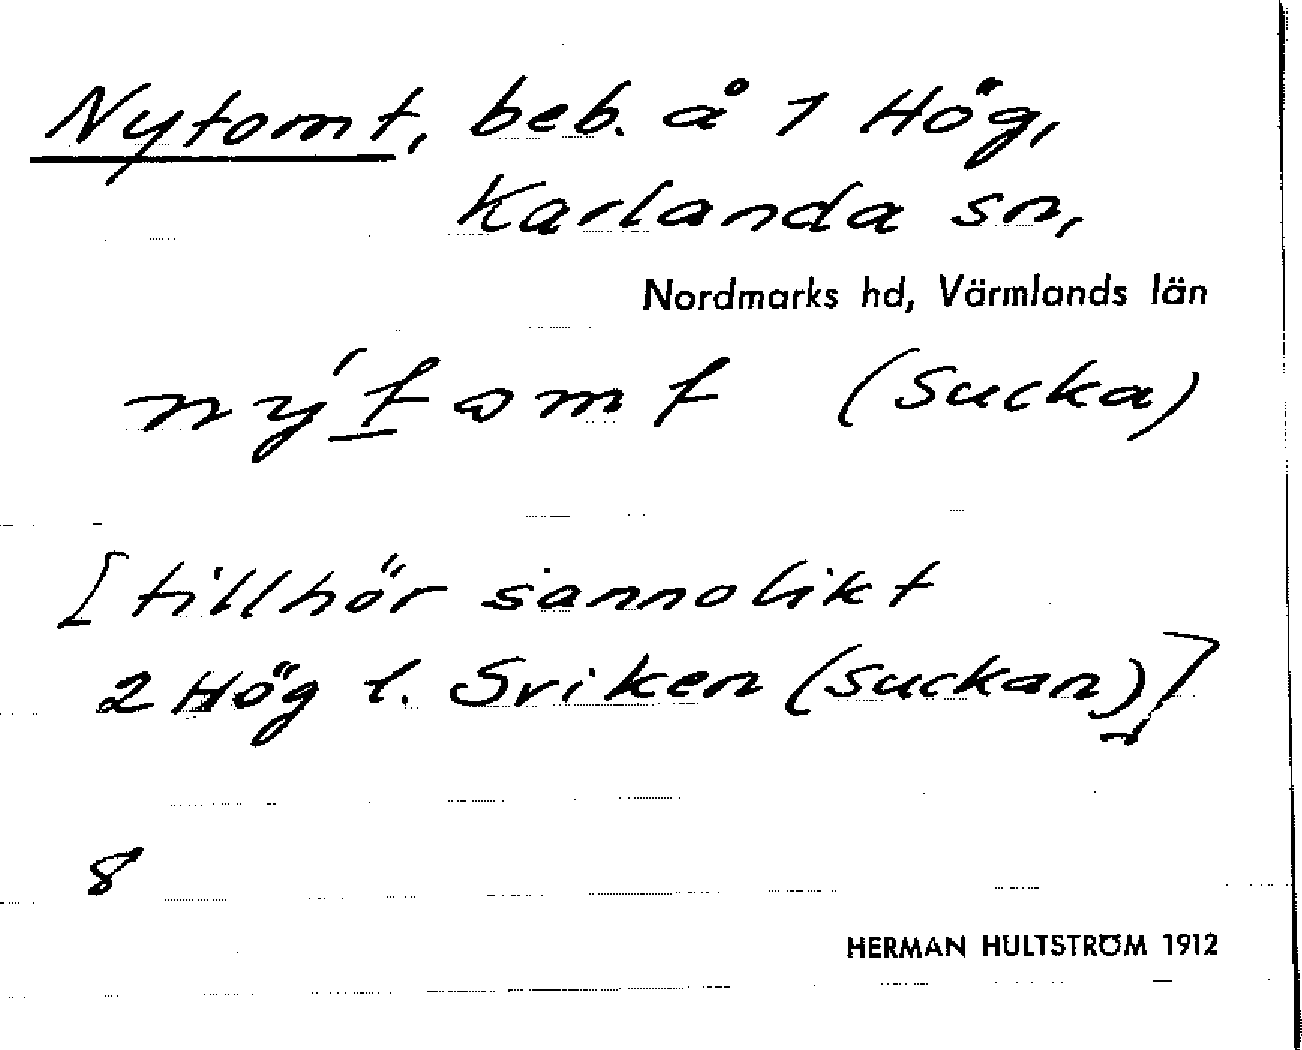 Nytomt, beb. å 1 Hög,
Karlanda sn,
Nordmarks hd, Värmlands län
ný̱tomt (Sucka)
[tillhör sannolikt
2 Hög l. Sviken (Suckan)]
8
HERMAN HULTSTRÖM 1912